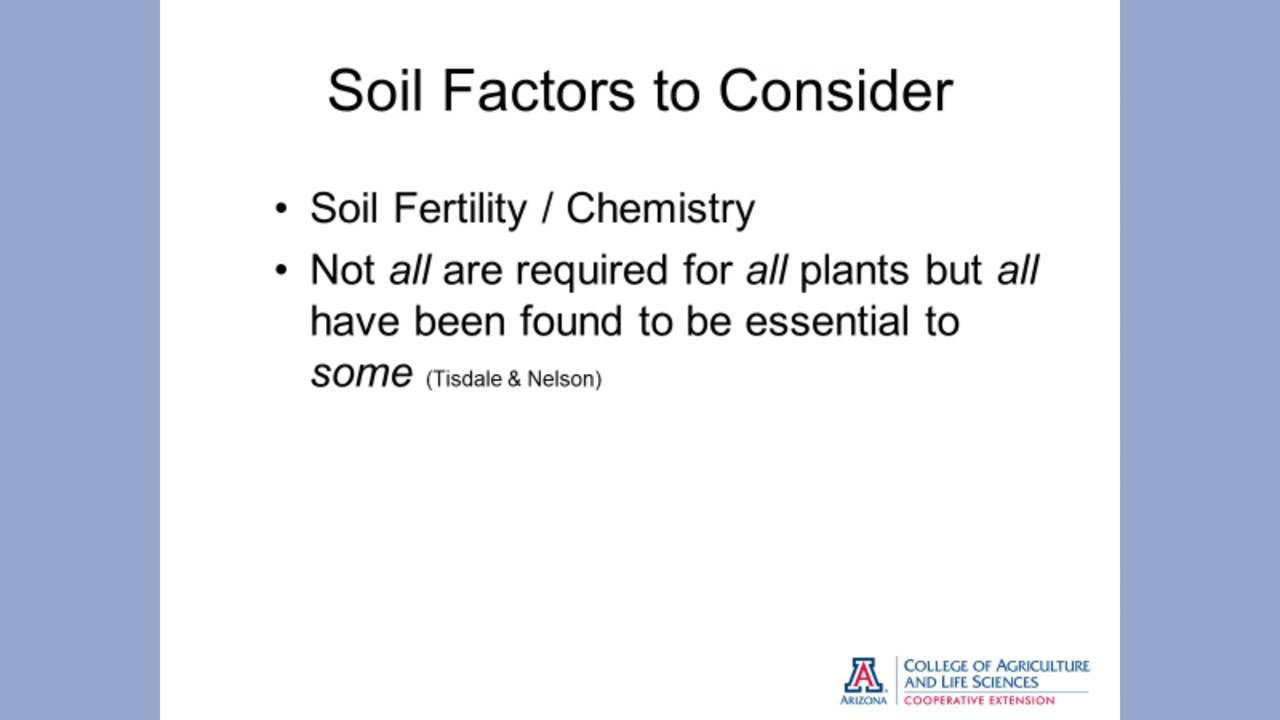 Soil Factors to Consider
• Soil Fertility / Chemistry
• Not all are required for all plants but all
have been found to be essential to
some (Tisdale & Nelson)
A
ARIZONA
COLLEGE OF AGRICULTURE
AND LIFE SCIENCES
COOPERATIVE EXTENSION